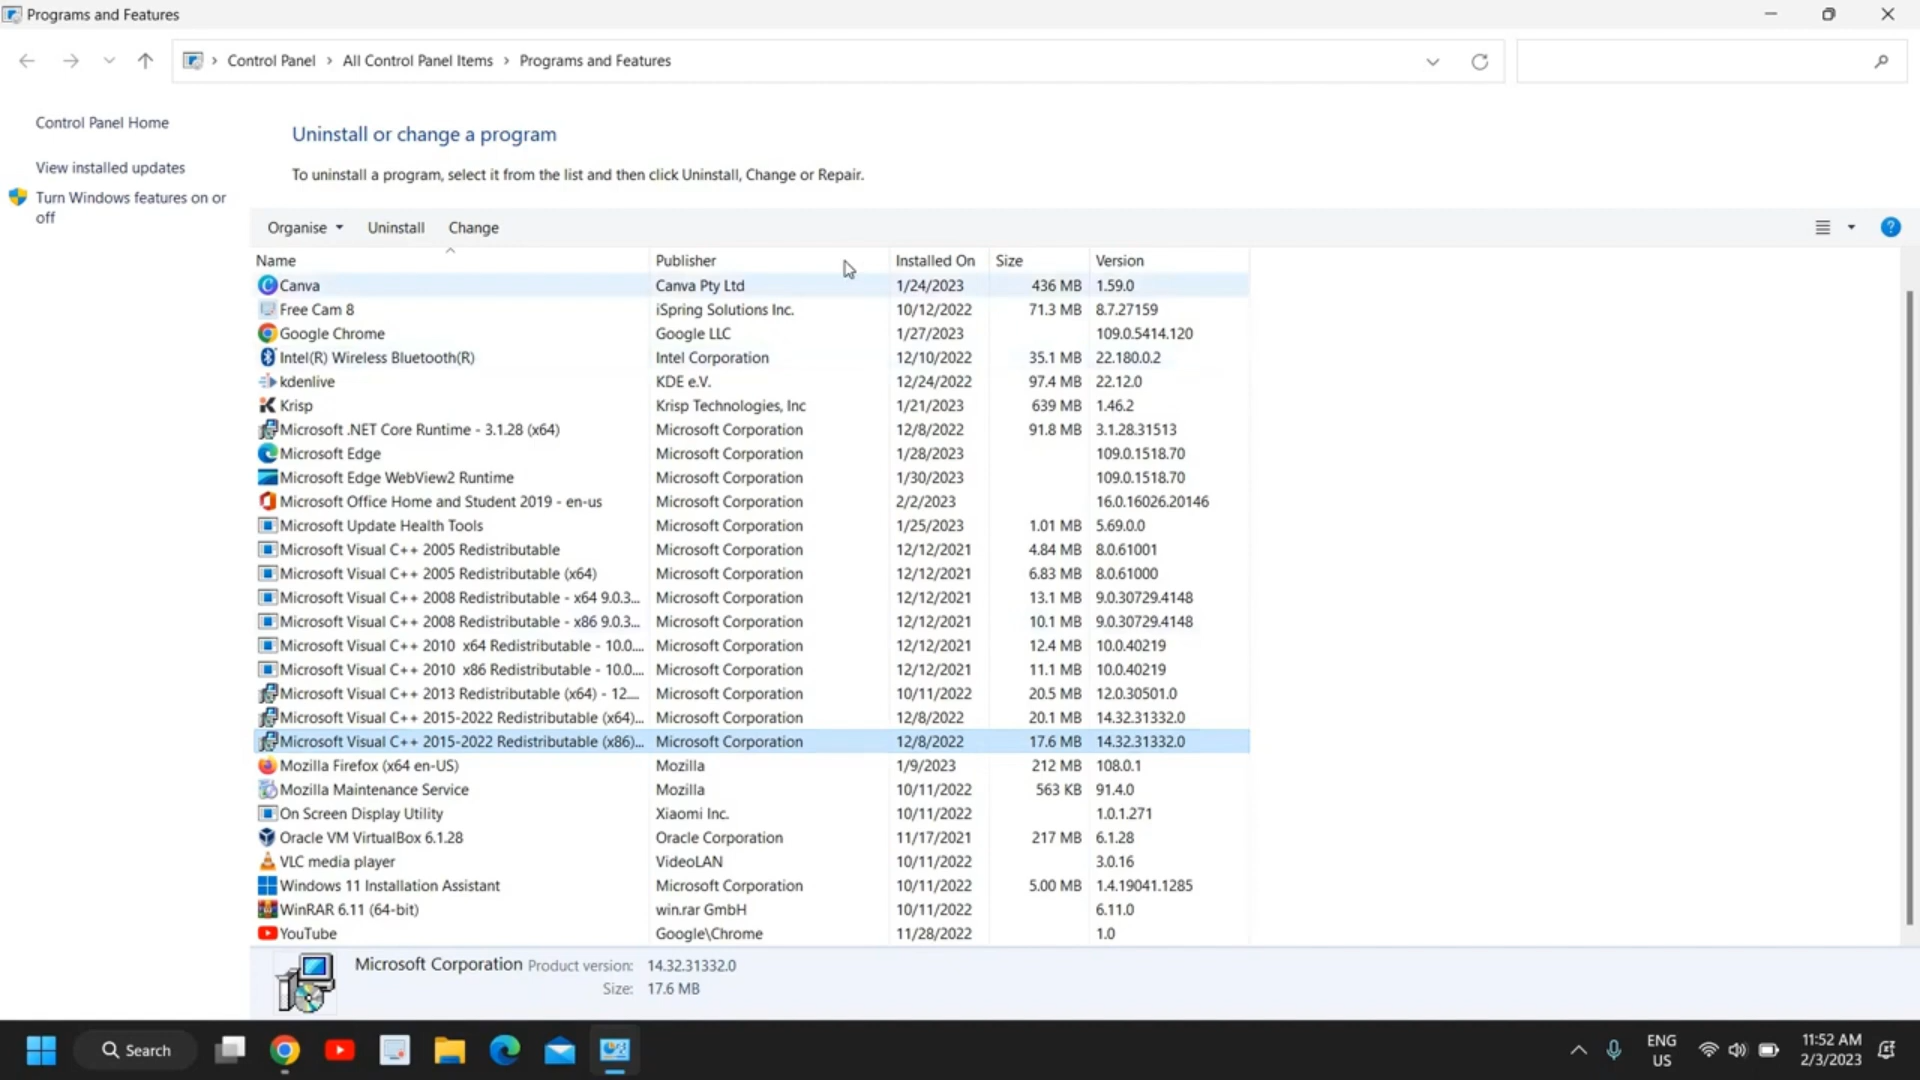 Programs and Features
Control Panel › All Control Panel Items › Programs and Features
Control Panel Home
View installed updates
Turn Windows features on or
off
Uninstall or change a program
To uninstall a program, select it from the list and then click Uninstall, Change or Repair.
Organise Uninstall Change
Name Publisher Installed On Size Version
Canva Canva Pty Ltd 1/24/2023 436 MB 1.59.0
Free Cam 8 iSpring Solutions Inc. 10/12/2022 71.3 MB 8.7.27159
Google Chrome Google LLC 1/27/2023 109.0.5414.120
Intel(R) Wireless Bluetooth(R) Intel Corporation 12/10/2022 35.1 MB 22.180.0.2
kdenlive KDE e.V. 12/24/2022 97.4 MB 22.12.0
Krisp Krisp Technologies, Inc 1/21/2023 639 MB 1.46.2
Microsoft .NET Core Runtime - 3.1.28 (x64) Microsoft Corporation 12/8/2022 91.8 MB 3.1.28.31513
Microsoft Edge Microsoft Corporation 1/28/2023 109.0.1518.70
Microsoft Edge WebView2 Runtime Microsoft Corporation 1/30/2023 109.0.1518.70
Microsoft Office Home and Student 2019 - en-us Microsoft Corporation 2/2/2023 16.0.16026.20146
Microsoft Update Health Tools Microsoft Corporation 1/25/2023 1.01 MB 5.69.0.0
Microsoft Visual C++ 2005 Redistributable Microsoft Corporation 12/12/2021 4.84 MB 8.0.61001
Microsoft Visual C++ 2005 Redistributable (x64) Microsoft Corporation 12/12/2021 6.83 MB 8.0.61000
Microsoft Visual C++ 2008 Redistributable - x64 9.0.3... Microsoft Corporation 12/12/2021 13.1 MB 9.0.30729.4148
Microsoft Visual C++ 2008 Redistributable - x86 9.0.3... Microsoft Corporation 12/12/2021 10.1 MB 9.0.30729.4148
Microsoft Visual C++ 2010 x64 Redistributable - 10.0.... Microsoft Corporation 12/12/2021 12.4 MB 10.0.40219
Microsoft Visual C++ 2010 x86 Redistributable - 10.0.... Microsoft Corporation 12/12/2021 11.1 MB 10.0.40219
Microsoft Visual C++ 2013 Redistributable (x64) - 12.... Microsoft Corporation 10/11/2022 20.5 MB 12.0.30501.0
Microsoft Visual C++ 2015-2022 Redistributable (x64)... Microsoft Corporation 12/8/2022 20.1 MB 14.32.31332.0
Microsoft Visual C++ 2015-2022 Redistributable (x86)... Microsoft Corporation 12/8/2022 17.6 MB 14.32.31332.0
Mozilla Firefox (x64 en-US) Mozilla 1/9/2023 212 MB 108.0.1
Mozilla Maintenance Service Mozilla 10/11/2022 563 KB 91.4.0
On Screen Display Utility Xiaomi Inc. 10/11/2022 1.0.1.271
Oracle VM VirtualBox 6.1.28 Oracle Corporation 11/17/2021 217 MB 6.1.28
VLC media player VideoLAN 10/11/2022 3.0.16
Windows 11 Installation Assistant Microsoft Corporation 10/11/2022 5.00 MB 1.4.19041.1285
WinRAR 6.11 (64-bit) win.rar GmbH 10/11/2022 6.11.0
YouTube Google\Chrome 11/28/2022 1.0
Microsoft Corporation Product version: 14.32.31332.0
Size: 17.6 MB
Search
ENG
US
11:52 AM
2/3/2023